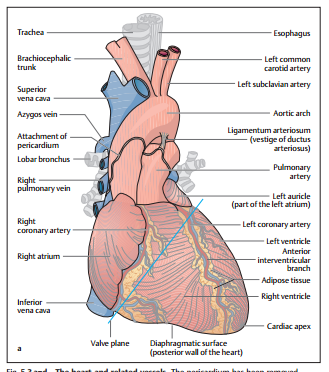 Trachea
Brachiocephalic
trunk
Superior
vena cava
Azygos vein
Attachment of
pericardium
Lobar bronchus
Right
pulmonary vein
Right
coronary artery
Right atrium
Inferior
vena cava
a
Valve plane
Diaphragmatic surface
(posterior wall of the heart)
Esophagus
Left common
carotid artery
Left subclavian artery
Aortic arch
Ligamentum arteriosum
(vestige of ductus
arteriosus)
Pulmonary
artery
Left auricle
(part of the left atrium)
Left coronary artery
Left ventricle
Anterior
interventricular
branch
Adipose tissue
Right ventricle
Cardiac apex
The heart and related vessels. The pericardium has been removed